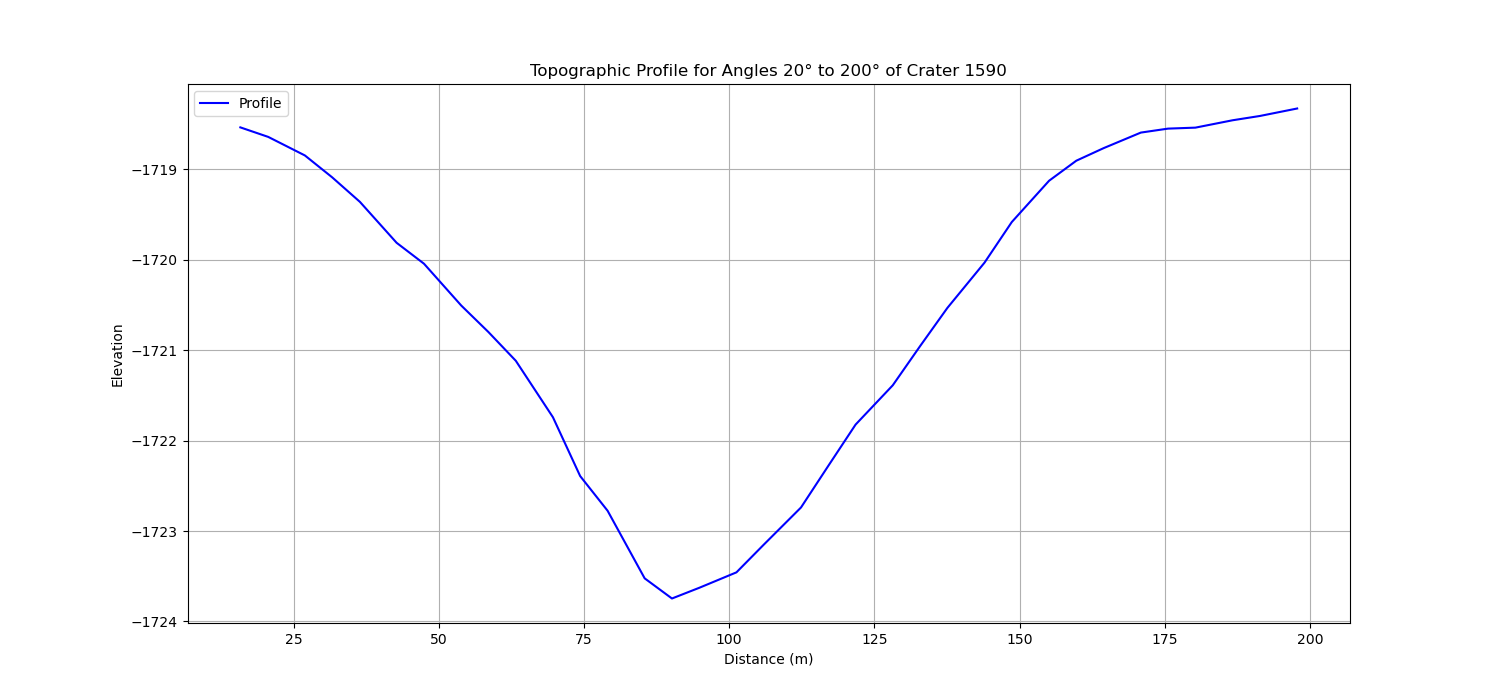 Topographic Profile for Angles 20° to 200° of Crater 1590
Profile
−1719
−1720
−1721
−1722
−1723
−1724
Elevation
25 50 75 100 125 150 175 200
Distance (m)